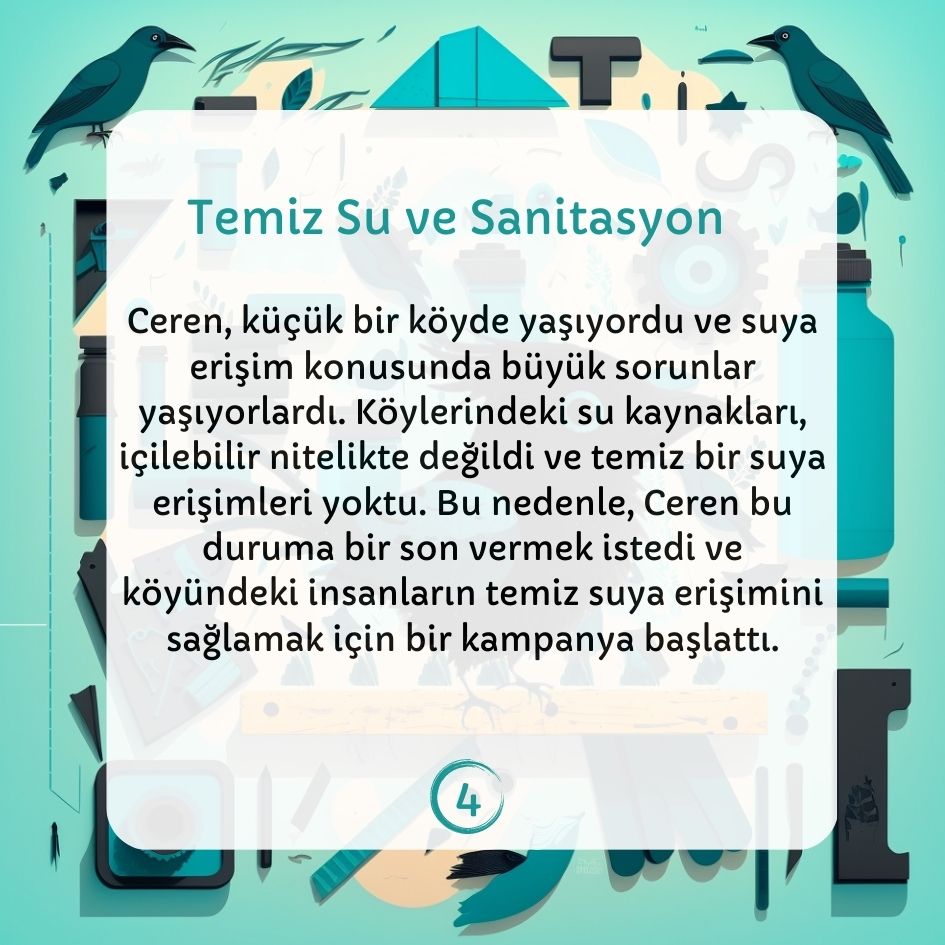 Temiz Su ve Sanitasyon
Ceren, küçük bir köyde yaşıyordu ve suya
erişim konusunda büyük sorunlar
yaşıyorlardı. Köylerindeki su kaynakları,
içilebilir nitelikte değildi ve temiz bir suya
erişimleri yoktu. Bu nedenle, Ceren bu
duruma bir son vermek istedi ve
köyündeki insanların temiz suya erişimini
sağlamak için bir kampanya başlattı.
4